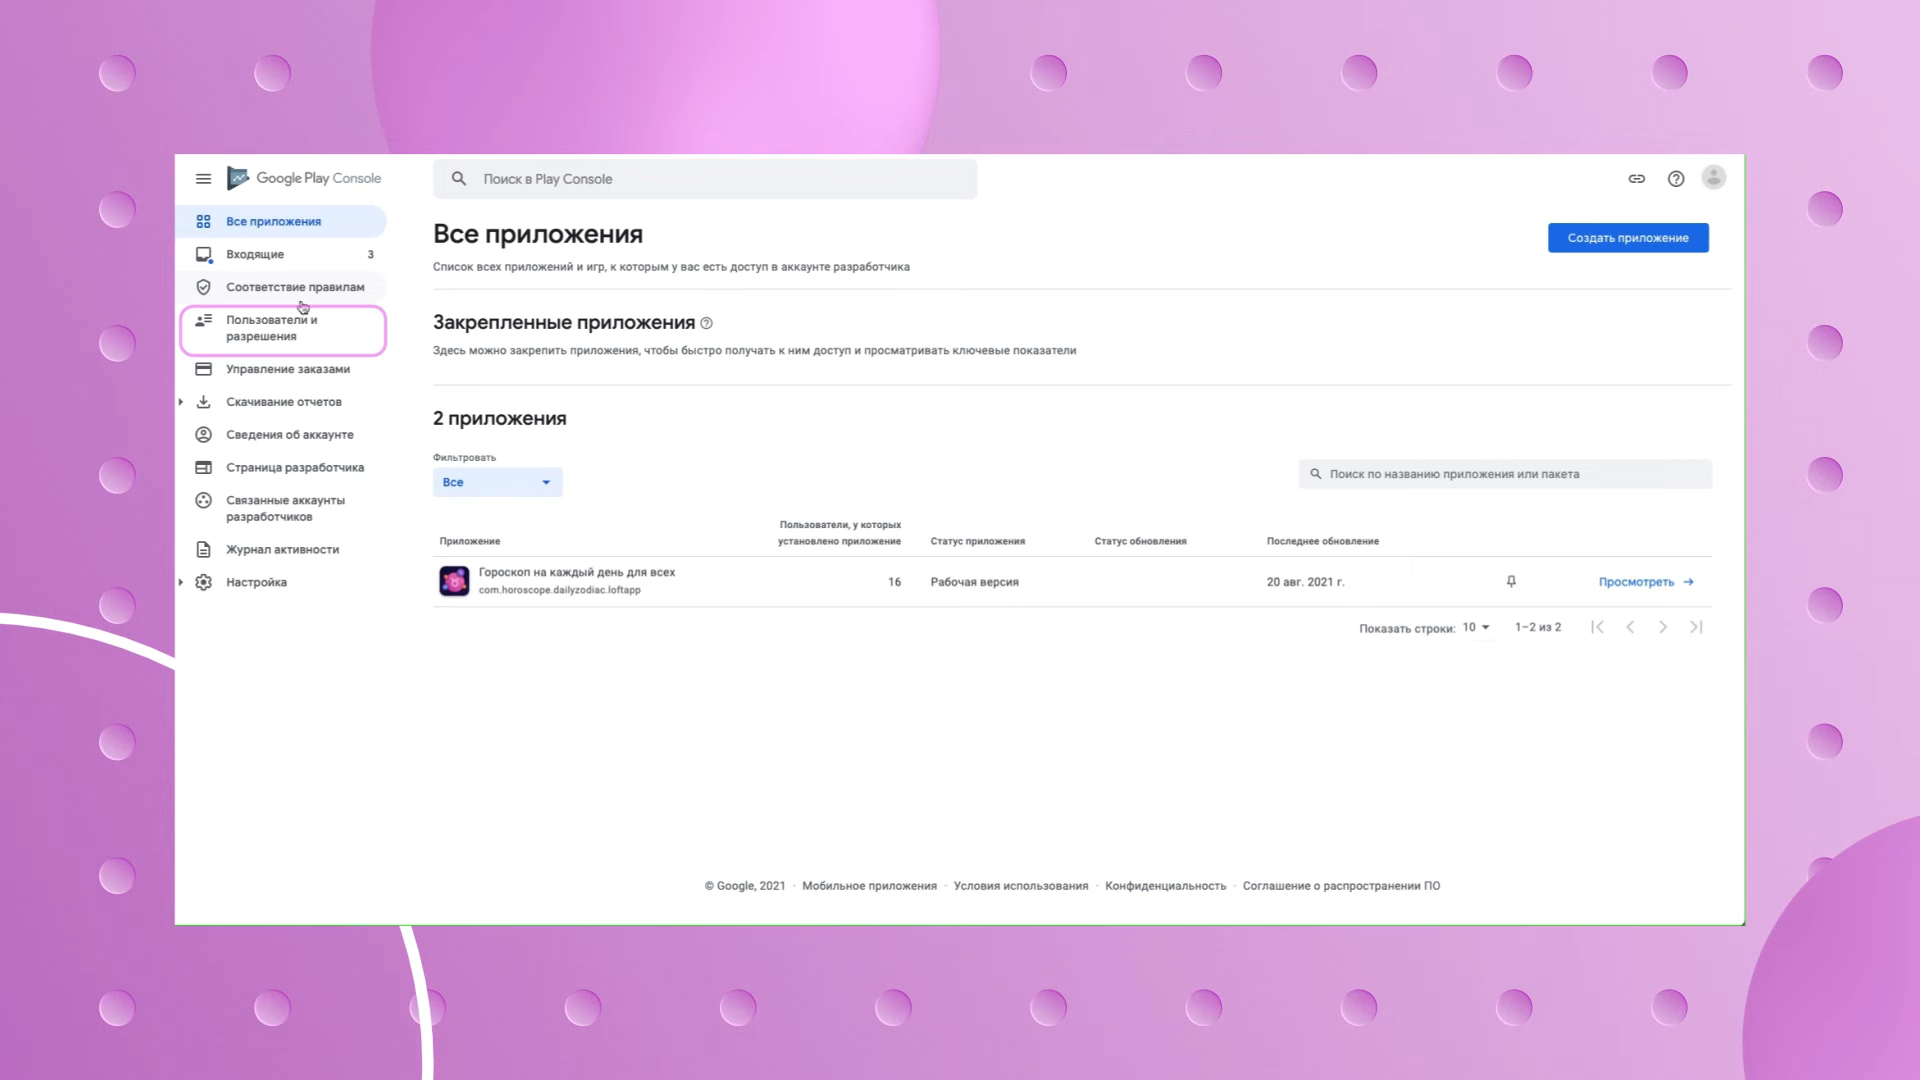 Google Play Console
Поиск в Play Console
Все приложения
Входящие 3
Соответствие правилам
Пользователи и
разрешения
Управление заказами
Скачивание отчетов
Сведения об аккаунте
Страница разработчика
Связанные аккаунты
разработчиков
Журнал активности
Настройка
Все приложения
Создать приложение
Список всех приложений и игр, к которым у вас есть доступ в аккаунте разработчика
Закрепленные приложения
Здесь можно закрепить приложения, чтобы быстро получать к ним доступ и просматривать ключевые показатели
2 приложения
Фильтровать
Все
Поиск по названию приложения или пакета
Приложение
Пользователи, у которых
установлено приложение
Статус приложения
Статус обновления
Последнее обновление
Гороскоп на каждый день для всех
com.horoscope.dailyzodiac.loftapp
16
Рабочая версия
20 авг. 2021 г.
Просмотреть
Показать строки: 10
1–2 из 2
© Google, 2021 · Мобильное приложения · Условия использования · Конфиденциальность · Соглашение о распространении ПО